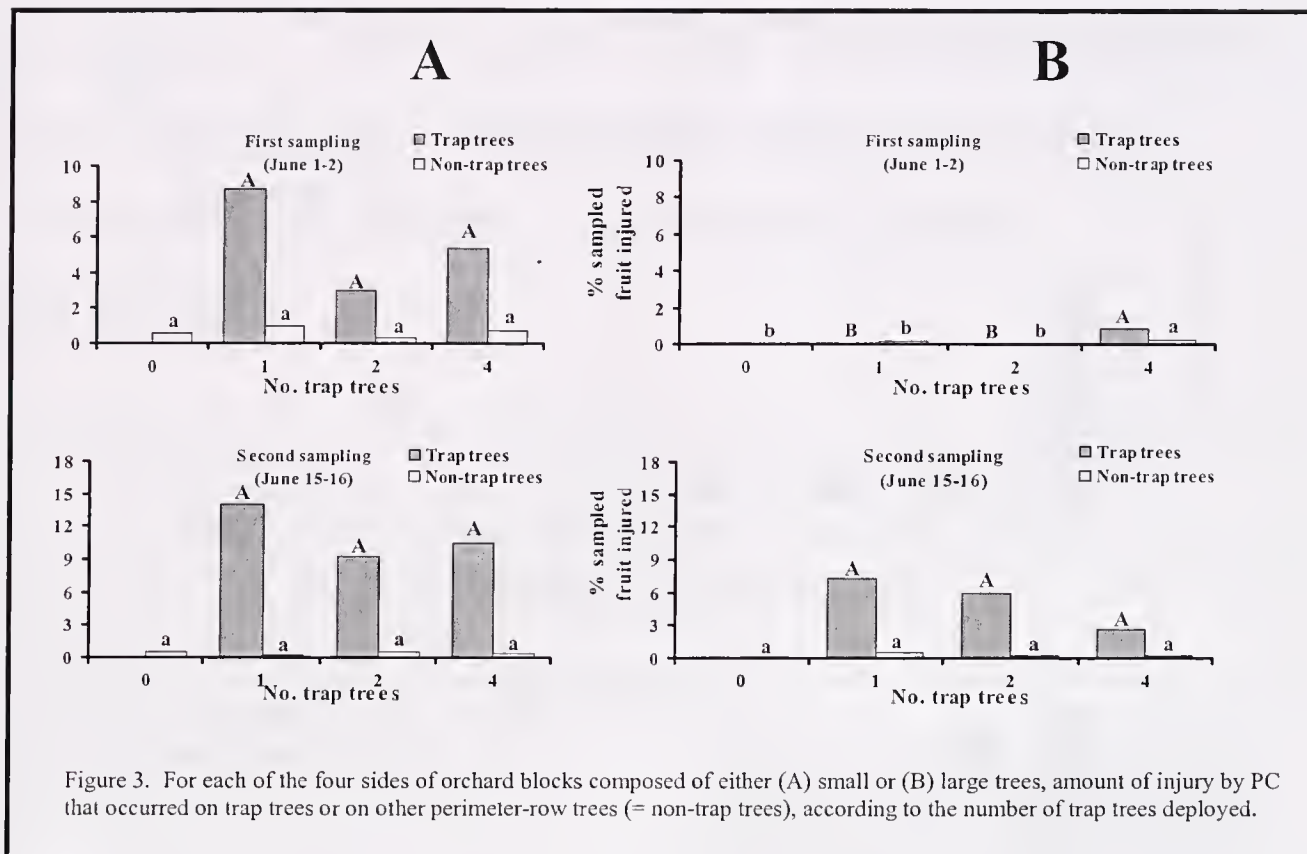 A
First sampling
(June 1-2)
Trap trees
Non-trap trees
10
8
6
4
2
0
a
A
a
A
a
A
a
0 1 2 4
No. trap trees
Second sampling
(June 15-16)
Trap trees
Non-trap trees
18
15
12
9
6
3
0
a
A
a
A
a
A
a
0 1 2 4
No. trap trees
B
First sampling
(June 1-2)
Trap trees
Non-trap trees
% sampled
fruit injured
10
8
6
4
2
0
b
B
b
B
b
A
a
0 1 2 4
No. trap trees
Second sampling
(June 15-16)
Trap trees
Non-trap trees
% sampled
fruit injured
18
15
12
9
6
3
0
a
A
a
A
a
A
a
0 1 2 4
No. trap trees
Figure 3. For each of the four sides of orchard blocks composed of either (A) small or (B) large trees, amount of injury by PC
that occurred on trap trees or on other perimeter-row trees (= non-trap trees), according to the number of trap trees deployed.